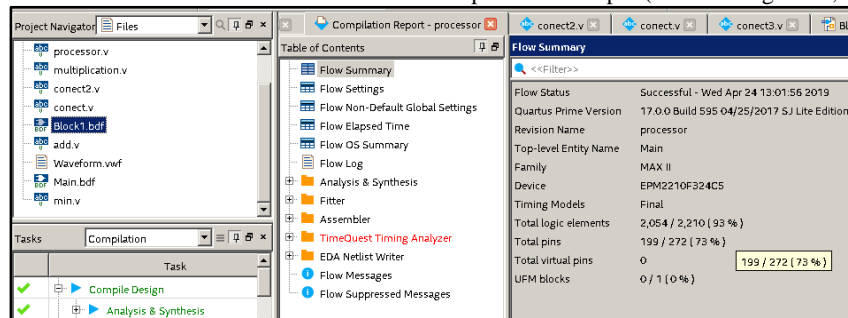 Project Navigator Files
processor.v
multiplication.v
conect2.v
conect.v
Block1.bdf
add.v
Waveform.vwf
Main.bdf
min.v
Tasks Compilation
Task
Compile Design
Analysis & Synthesis
Compilation Report - processor
Table of Contents
Flow Summary
Flow Settings
Flow Non-Default Global Settings
Flow Elapsed Time
Flow OS Summary
Flow Log
Analysis & Synthesis
Fitter
Assembler
TimeQuest Timing Analyzer
EDA Netlist Writer
Flow Messages
Flow Suppressed Messages
conect2.v conect.v conect3.v
Flow Summary
<<Filter>>
Flow Status Successful - Wed Apr 24 13:01:56 2019
Quartus Prime Version 17.0.0 Build 595 04/25/2017 SJ Lite Edition
Revision Name processor
Top-level Entity Name Main
Family MAX II
Device EPM2210F324C5
Timing Models Final
Total logic elements 2,054 / 2,210 ( 93 % )
Total pins 199 / 272 ( 73 % )
Total virtual pins 0
199 / 272 ( 73 % )
UFM blocks 0 / 1 ( 0 % )